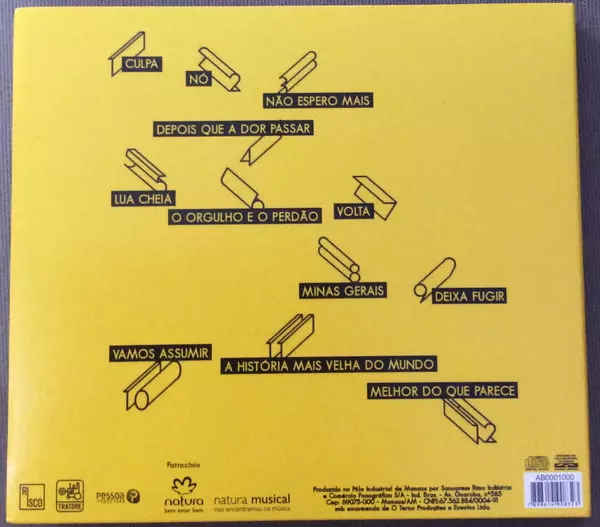 CULPA
NÓ
NÃO ESPERO MAIS
DEPOIS QUE A DOR PASSAR
LUA CHEIA
O ORGULHO E O PERDÃO
VOLTA
MINAS GERAIS
DEIXA FUGIR
VAMOS ASSUMIR
A HISTÓRIA MAIS VELHA DO MUNDO
MELHOR DO QUE PARECE
RI
SCO
TRATORE
pessoa
Patrocínio
natura
bem estar bem
natura musical
nos encontramos na música
Produzido no Pólo Industrial de Manaus por Sonopress Rimo Indústria
e Comércio Fonográfica S/A - Ind. Bras. - Av. Guaruba, nº585
Cep: 69075-000 - Manaus/AM - CNPJ:67.562.884/0004-91
sob encomenda de O Terno Produções e Eventos Ltda.
AB0001000